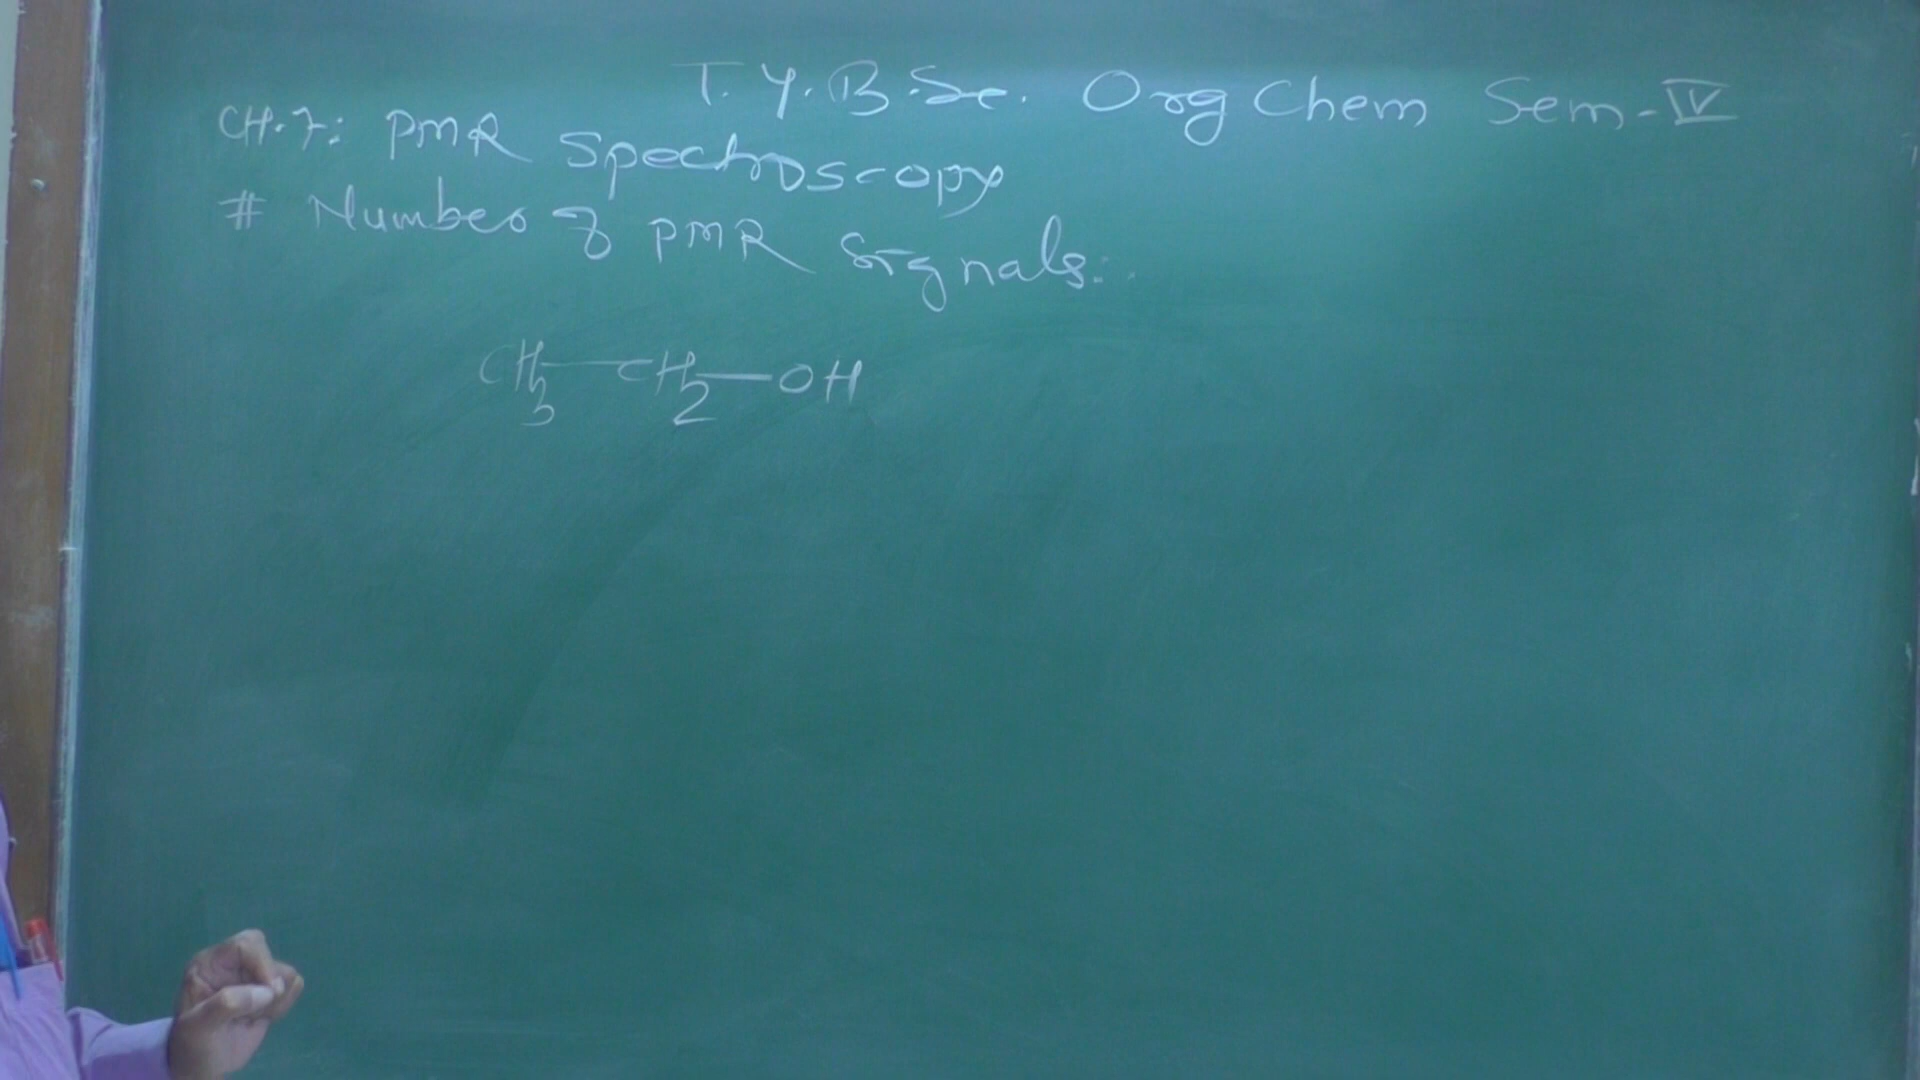 T.Y.B.Sc. Org Chem Sem-IV
CH.7: PMR Spectroscopy
# Number of PMR Signals:
CH3—CH2—OH